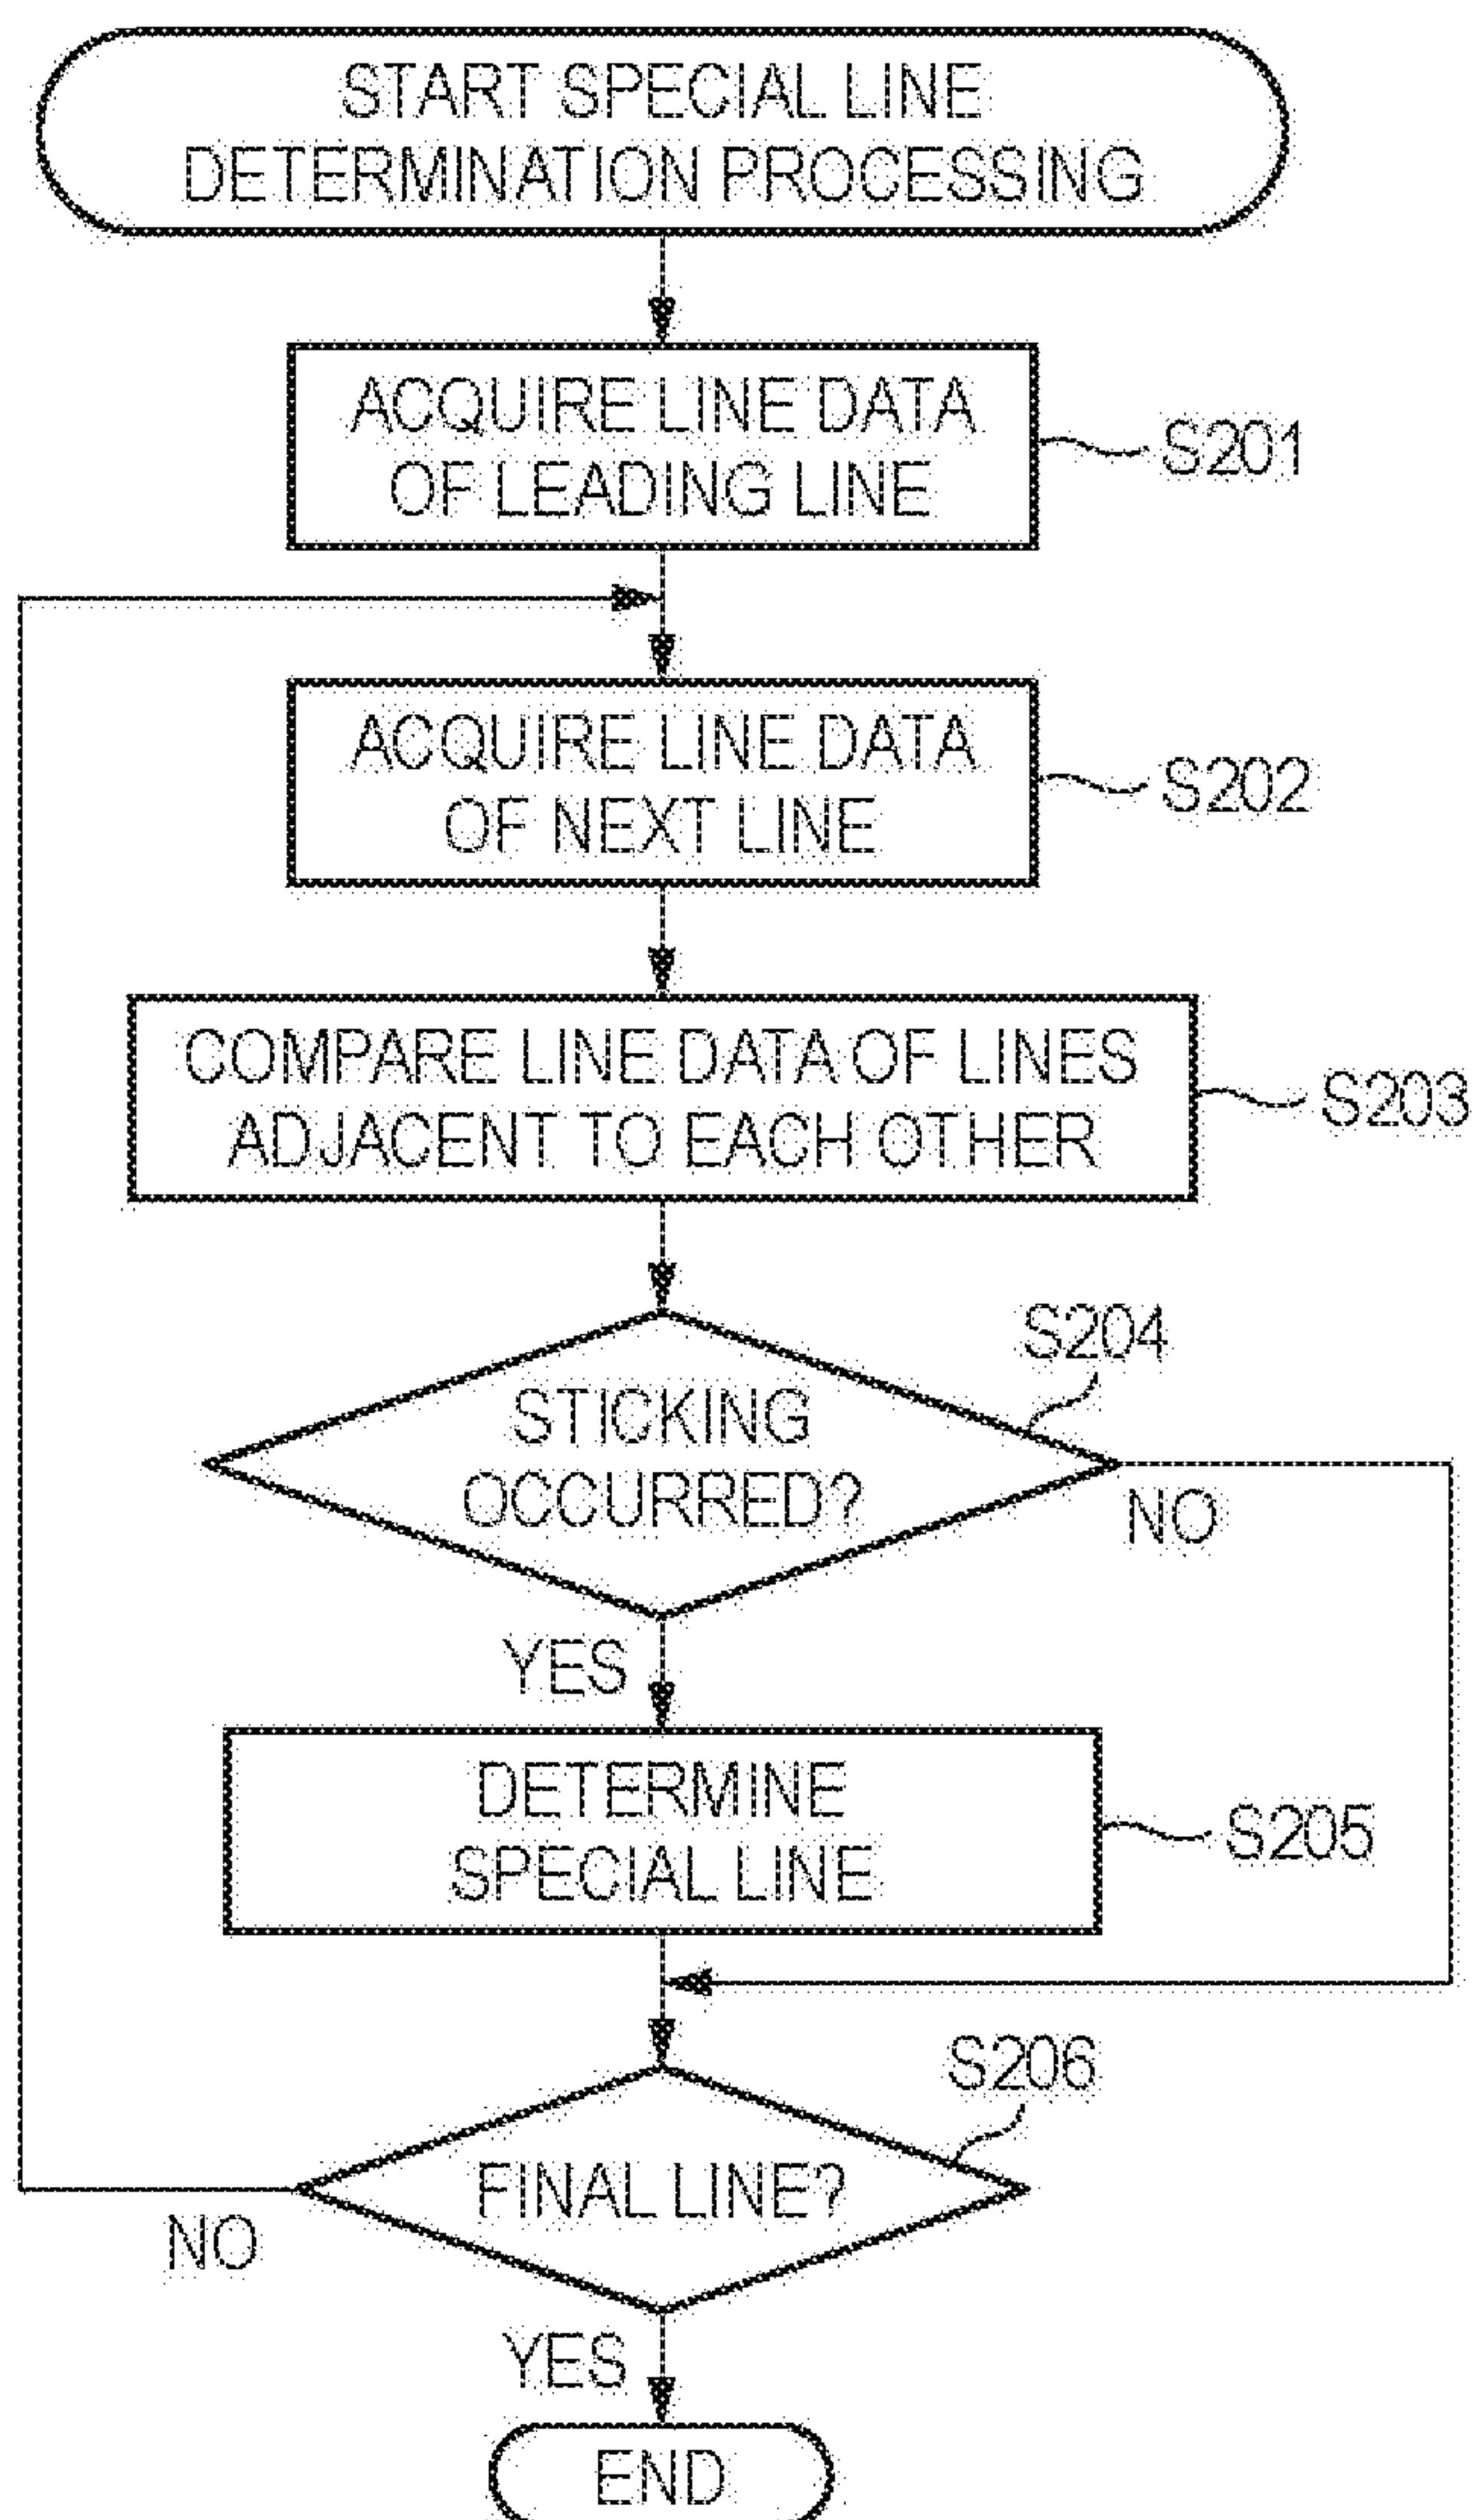 START SPECIAL LINE
DETERMINATION PROCESSING
ACQUIRE LINE DATA
OF LEADING LINE
S201
ACQUIRE LINE DATA
OF NEXT LINE
S202
COMPARE LINE DATA OF LINES
ADJACENT TO EACH OTHER
S203
S204
STICKING
OCCURRED?
NO
YES
DETERMINE
SPECIAL LINE
S205
S206
FINAL LINE?
NO
YES
END